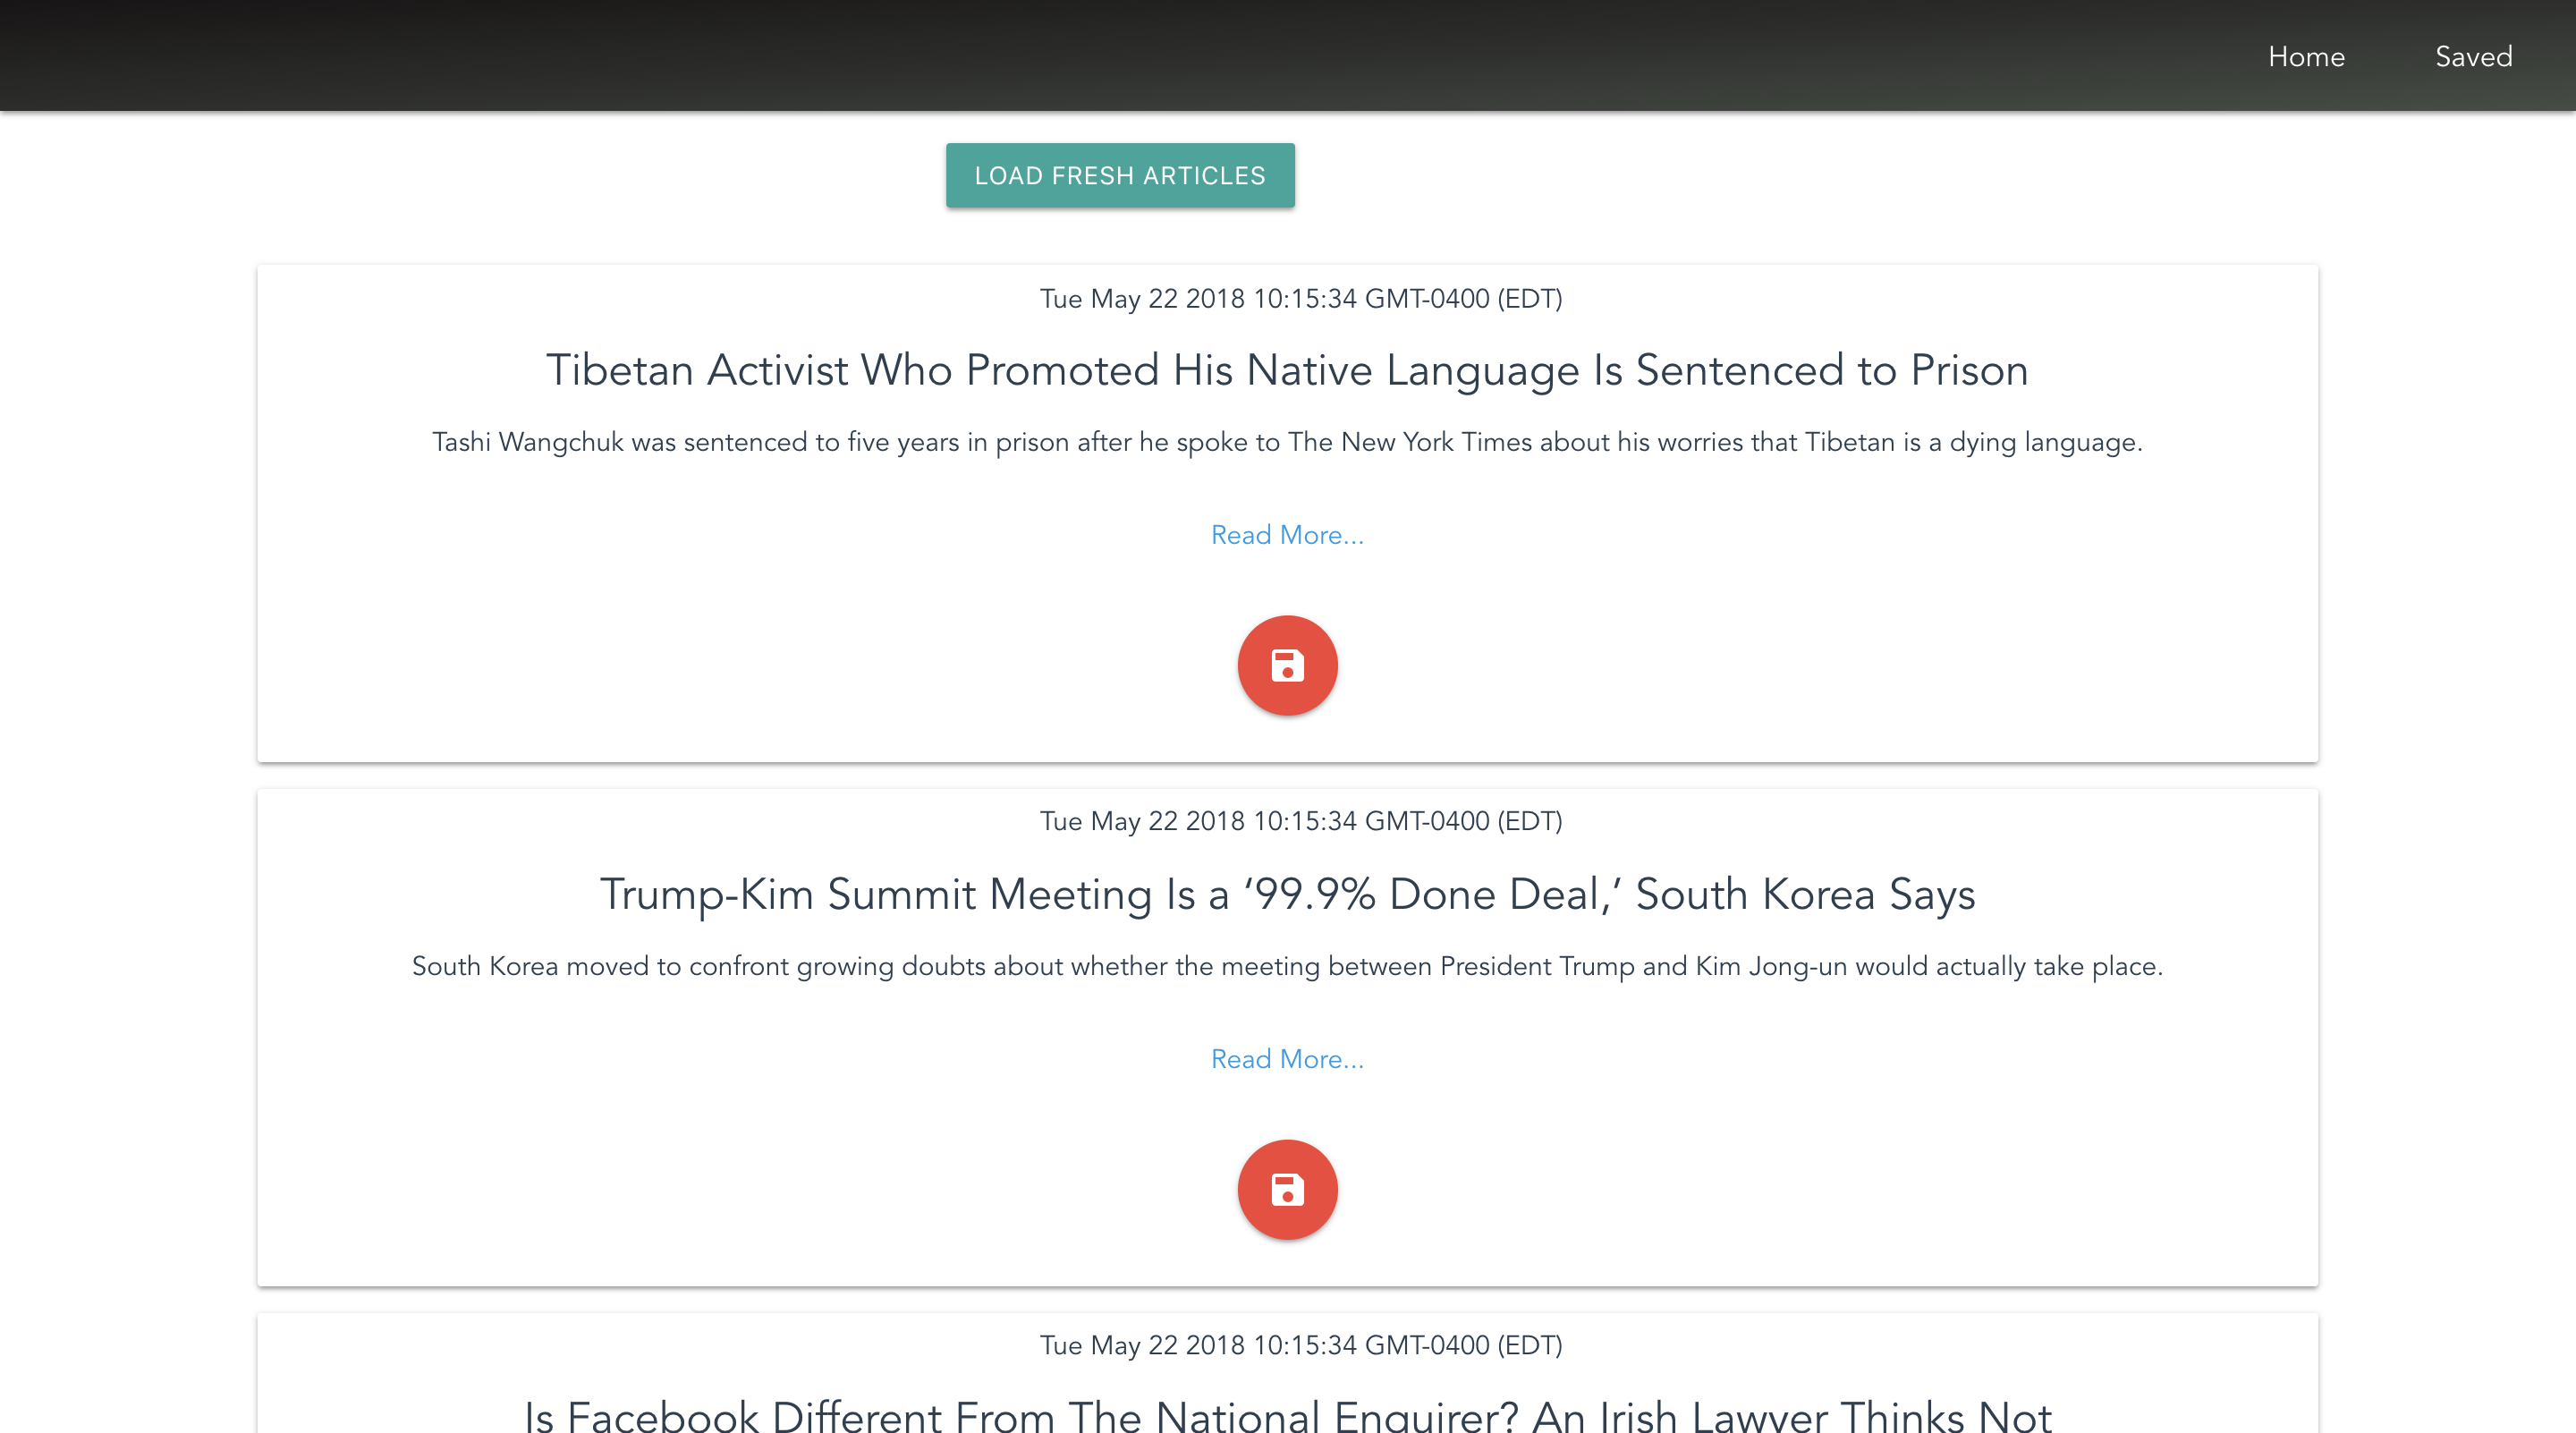 Home Saved
LOAD FRESH ARTICLES
Tue May 22 2018 10:15:34 GMT-0400 (EDT)
Tibetan Activist Who Promoted His Native Language Is Sentenced to Prison
Tashi Wangchuk was sentenced to five years in prison after he spoke to The New York Times about his worries that Tibetan is a dying language.
Read More...
Tue May 22 2018 10:15:34 GMT-0400 (EDT)
Trump-Kim Summit Meeting Is a ‘99.9% Done Deal,’ South Korea Says
South Korea moved to confront growing doubts about whether the meeting between President Trump and Kim Jong-un would actually take place.
Read More...
Tue May 22 2018 10:15:34 GMT-0400 (EDT)
Is Facebook Different From The National Enquirer? An Irish Lawyer Thinks Not